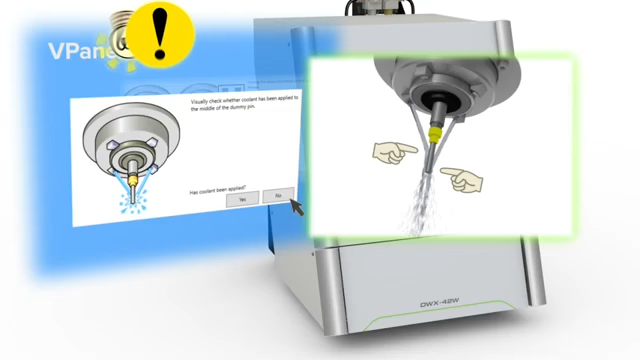 VPane
!
Visually check whether coolant has been applied to
the middle of the dummy pin.
Has coolant been applied?
Yes
No
DWX-42W